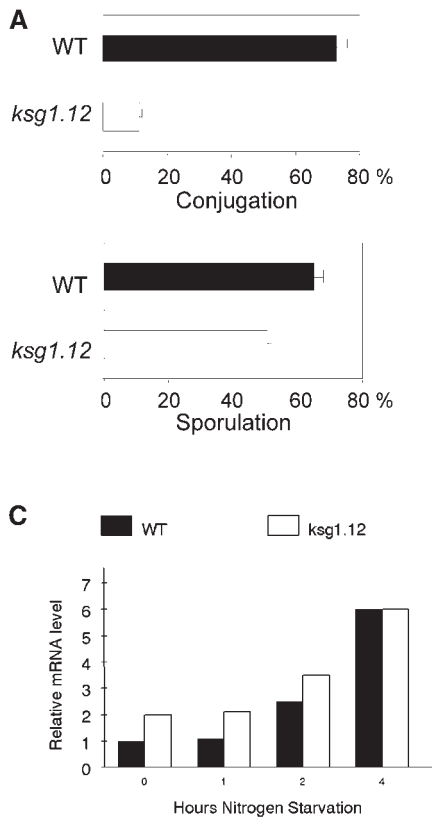 A
WT
ksg1.12
0 20 40 60 80 %
Conjugation
WT
ksg1.12
0 20 40 60 80 %
Sporulation
C
WT ksg1.12
Relative mRNA level
7
6
5
4
3
2
1
0
0 1 2 4
Hours Nitrogen Starvation